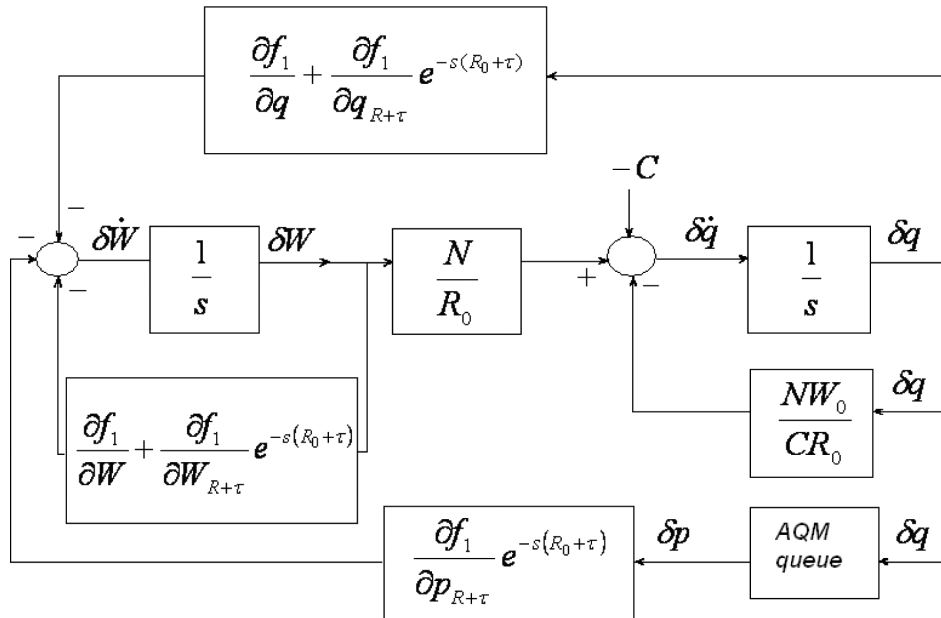 ∂f₁/∂q + ∂f₁/∂q_{R+τ} e^{−s(R₀+τ)}
−C
− − δẆ 1/s δW N/R₀ + δq̇ 1/s δq
− −
∂f₁/∂W + ∂f₁/∂W_{R+τ} e^{−s(R₀+τ)}
NW₀/CR₀ δq
∂f₁/∂p_{R+τ} e^{−s(R₀+τ)} δp AQM queue δq